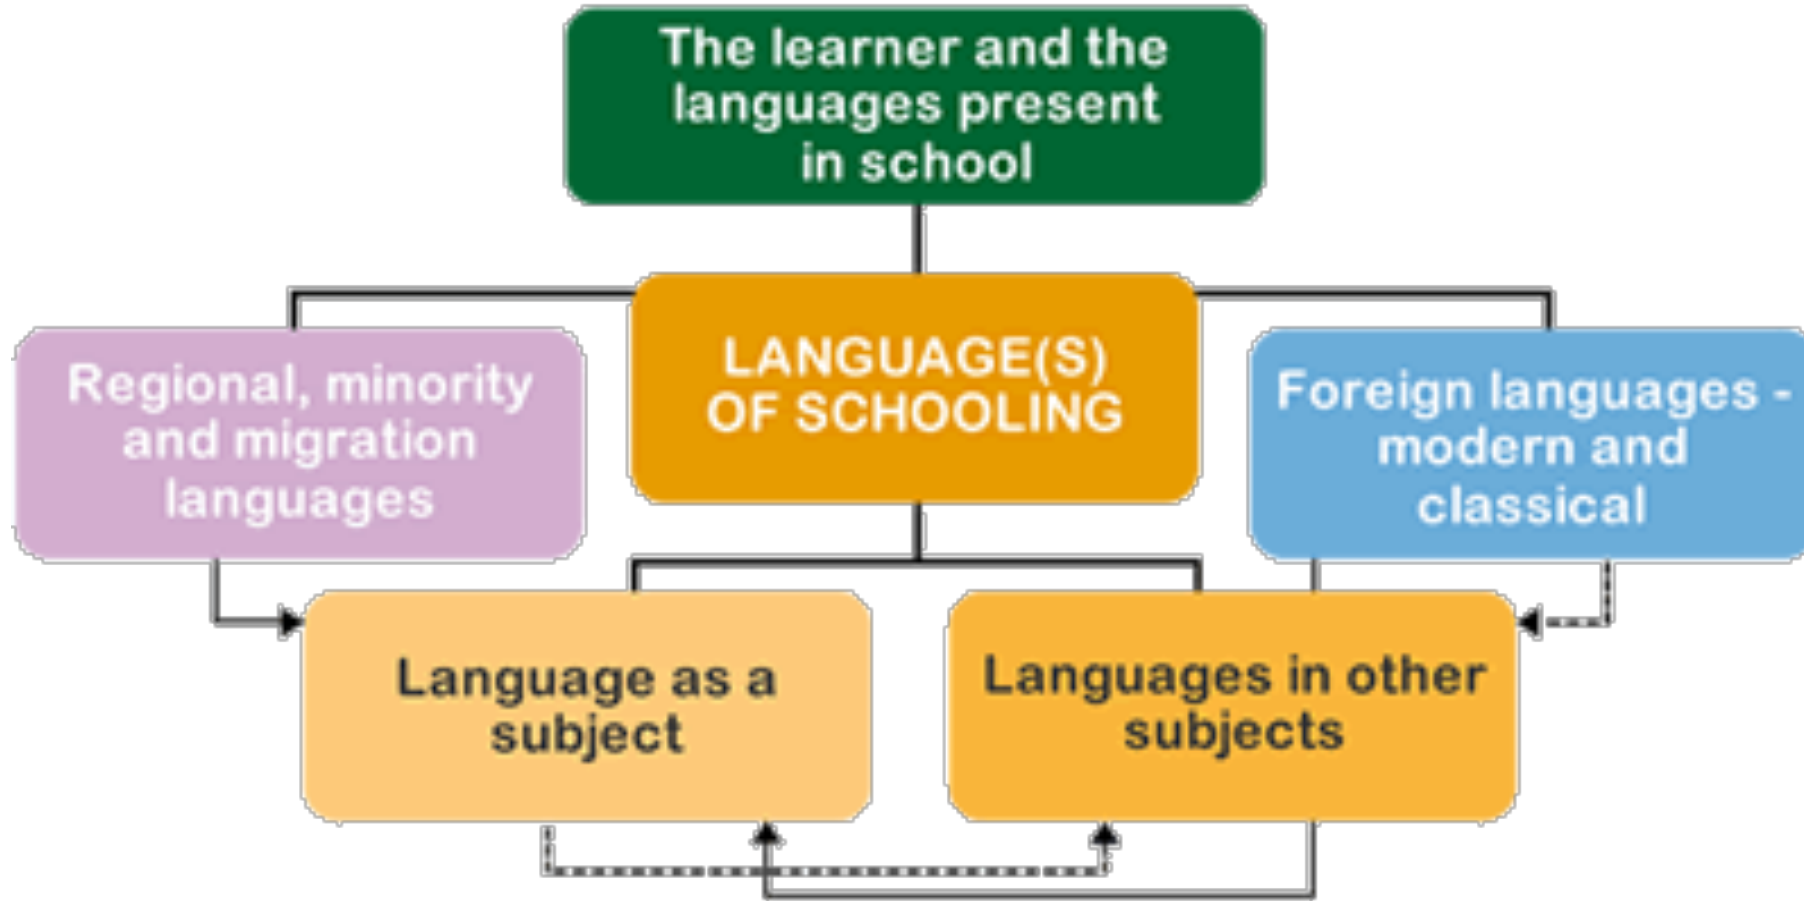 The learner and the
languages present
in school
LANGUAGE(S)
OF SCHOOLING
Regional, minority
and migration
languages
Foreign languages -
modern and
classical
Language as a
subject
Languages in other
subjects